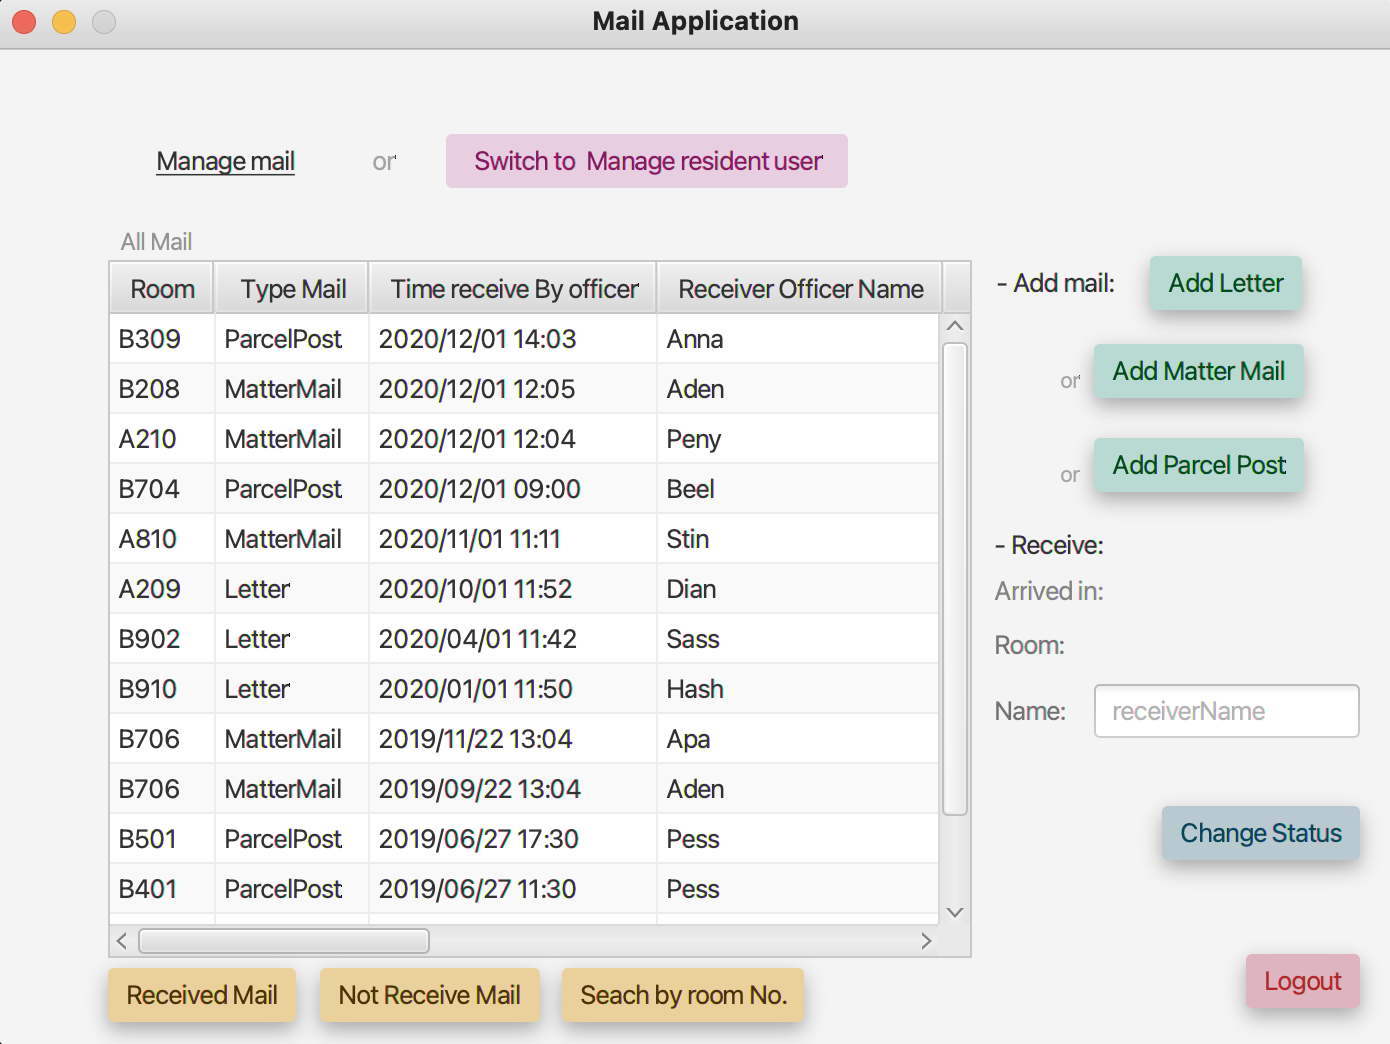 Mail Application
Manage mail or Switch to Manage resident user
All Mail
Room Type Mail Time receive By officer Receiver Officer Name
B309 ParcelPost 2020/12/01 14:03 Anna
B208 MatterMail 2020/12/01 12:05 Aden
A210 MatterMail 2020/12/01 12:04 Peny
B704 ParcelPost 2020/12/01 09:00 Beel
A810 MatterMail 2020/11/01 11:11 Stin
A209 Letter 2020/10/01 11:52 Dian
B902 Letter 2020/04/01 11:42 Sass
B910 Letter 2020/01/01 11:50 Hash
B706 MatterMail 2019/11/22 13:04 Apa
B706 MatterMail 2019/09/22 13:04 Aden
B501 ParcelPost 2019/06/27 17:30 Pess
B401 ParcelPost 2019/06/27 11:30 Pess
Received Mail Not Receive Mail Seach by room No.
- Add mail: Add Letter
or Add Matter Mail
or Add Parcel Post
- Receive:
Arrived in:
Room:
Name: receiverName
Change Status
Logout